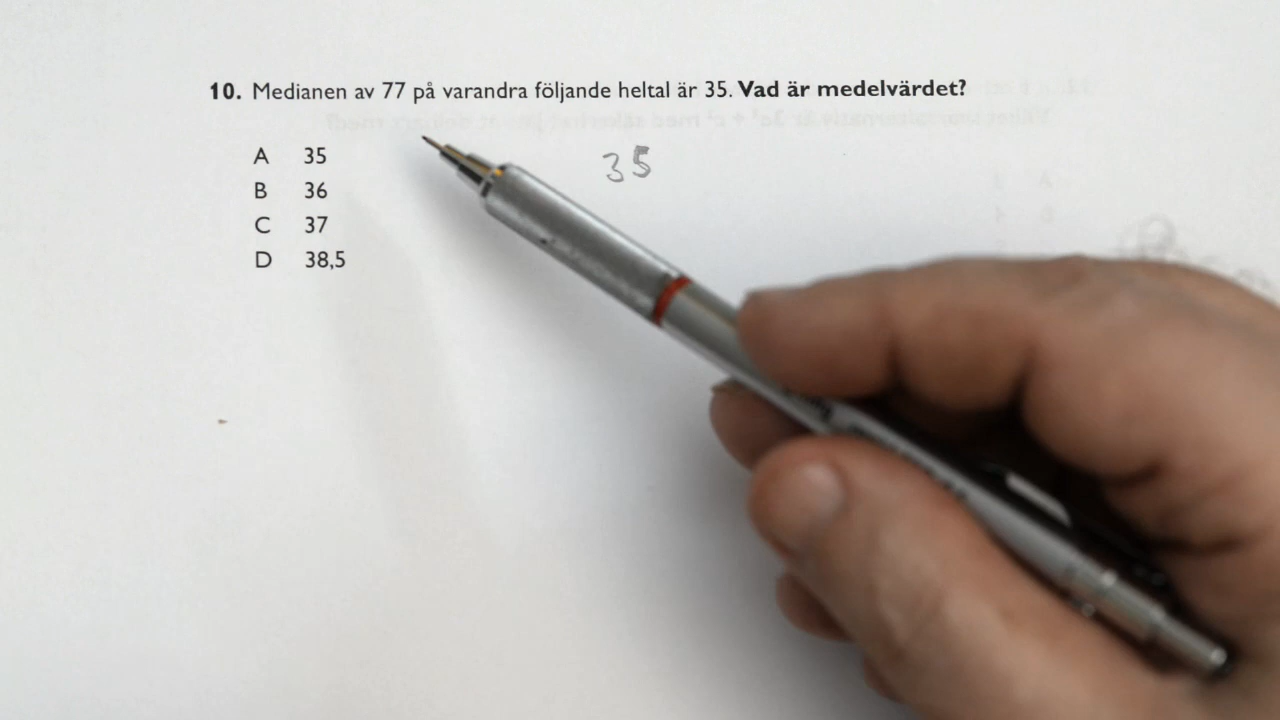 10. Medianen av 77 på varandra följande heltal är 35. Vad är medelvärdet?
A 35
35
B 36
C 37
D 38,5